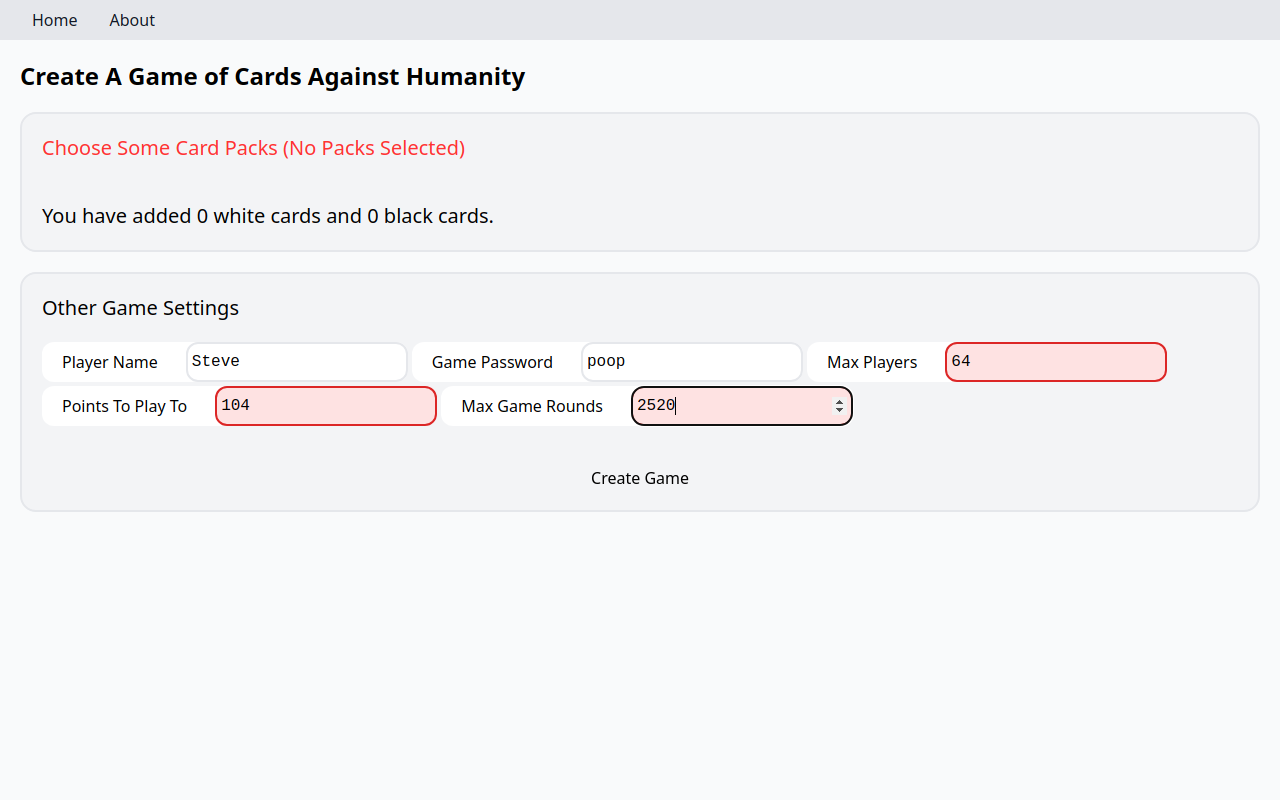 Home About
Create A Game of Cards Against Humanity
Choose Some Card Packs (No Packs Selected)
You have added 0 white cards and 0 black cards.
Other Game Settings
Player Name Steve Game Password poop Max Players 64
Points To Play To 104 Max Game Rounds 2520
Create Game